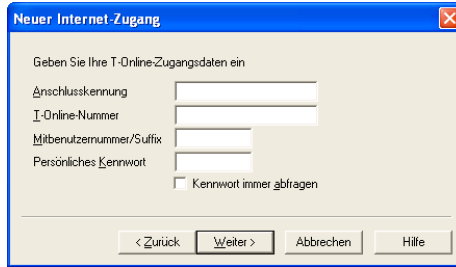 Neuer Internet-Zugang
Geben Sie Ihre T-Online-Zugangsdaten ein
Anschlusskennung
T-Online-Nummer
Mitbenutzernummer/Suffix
Persönliches Kennwort
Kennwort immer abfragen
< Zurück Weiter > Abbrechen Hilfe